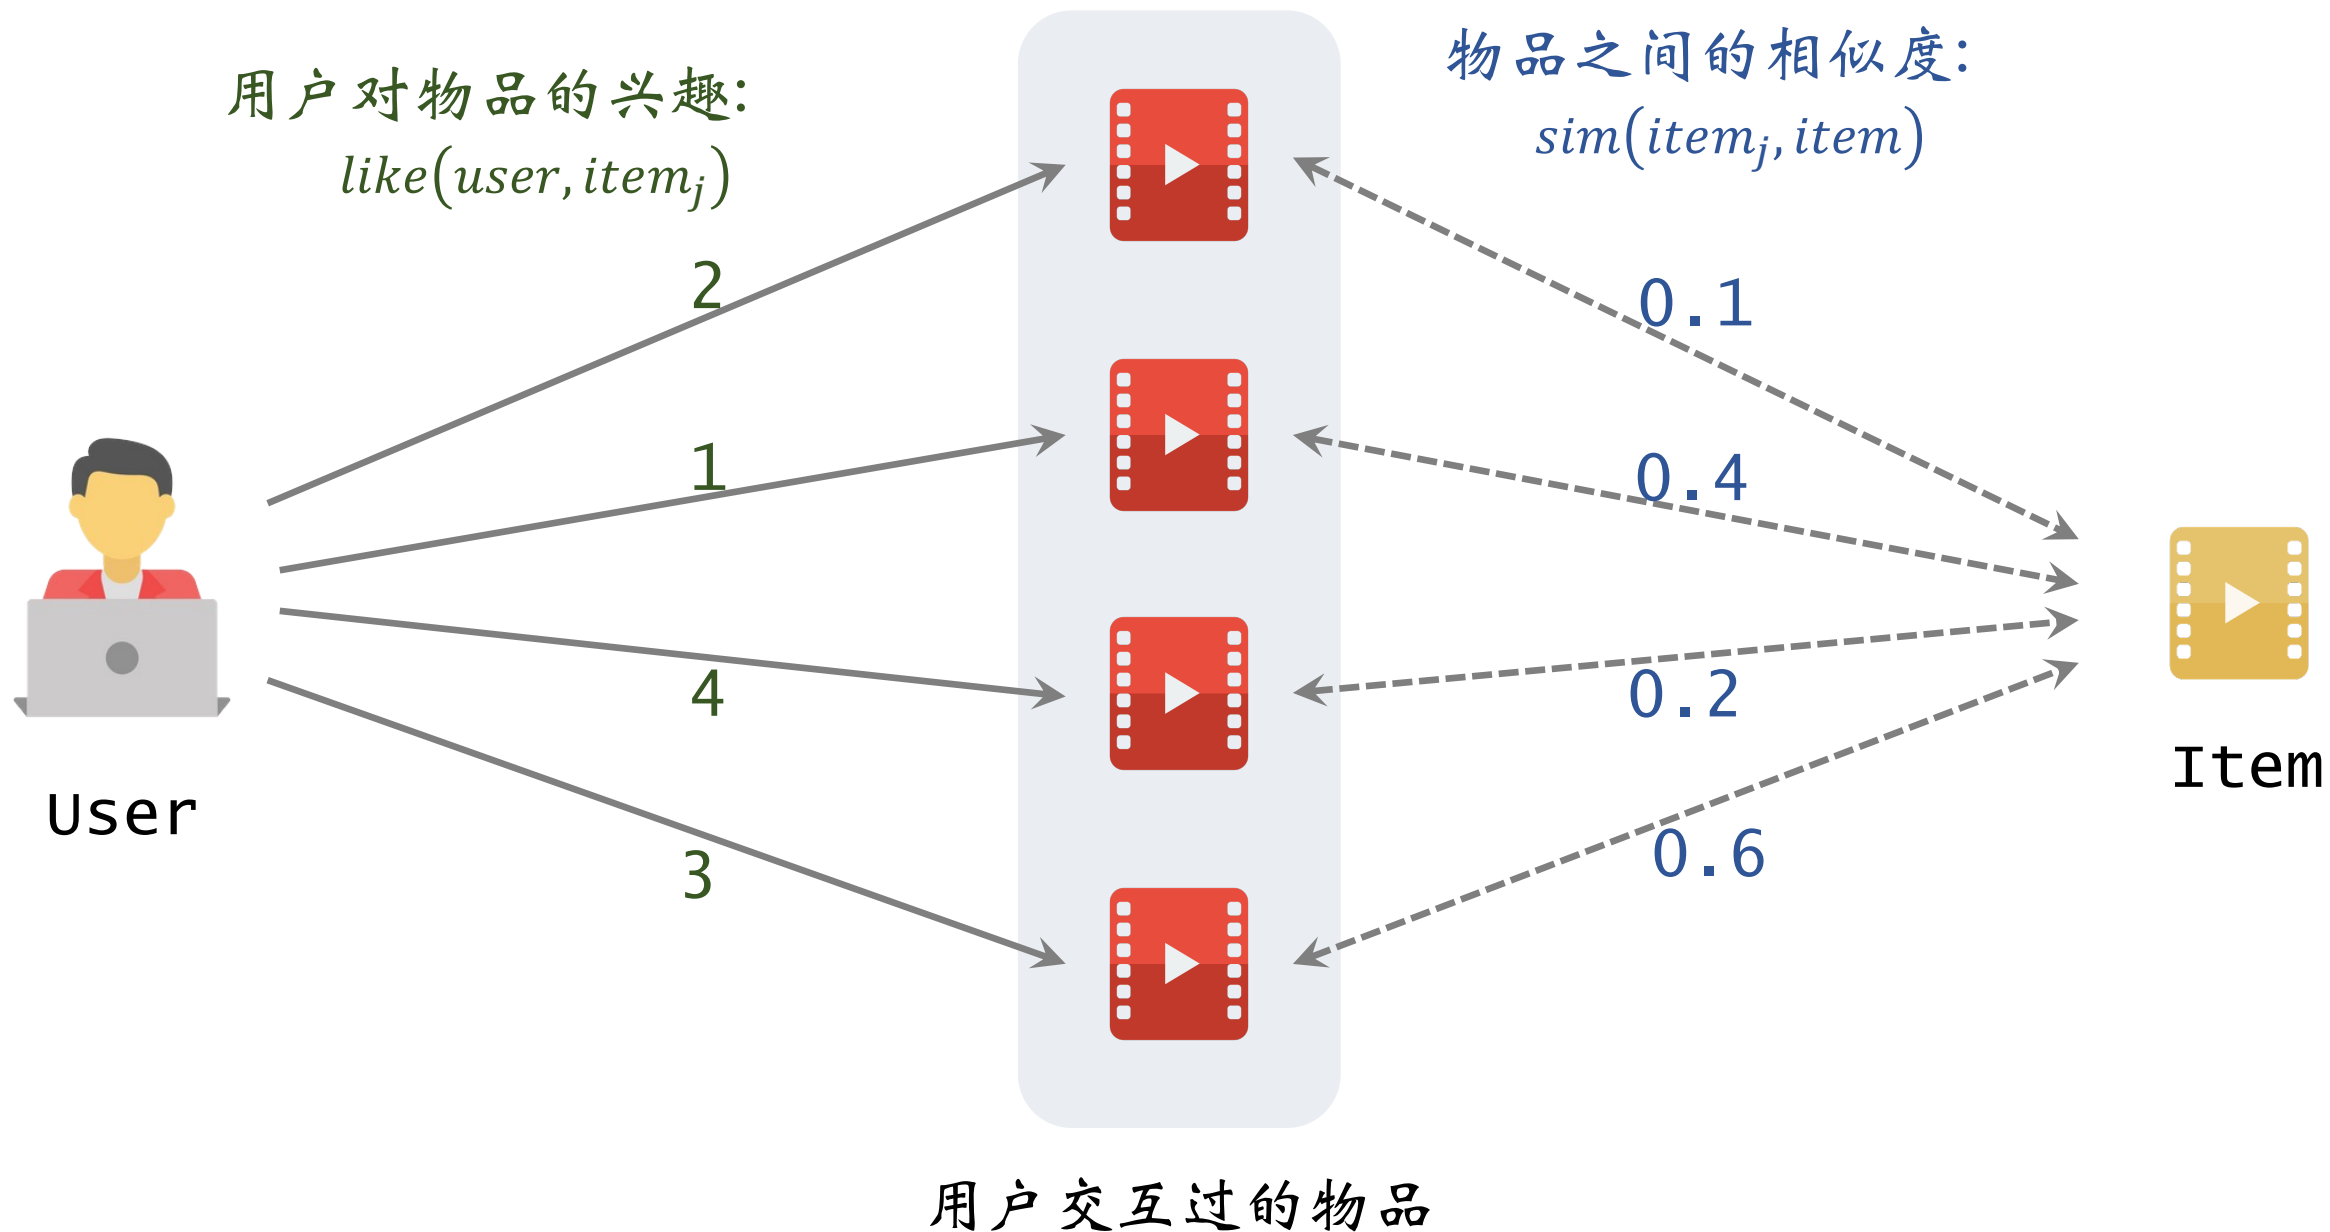 用户对物品的兴趣:
like(user, item_j)
物品之间的相似度:
sim(item_j, item)
2
1
4
3
0.1
0.4
0.2
0.6
User
Item
用户交互过的物品